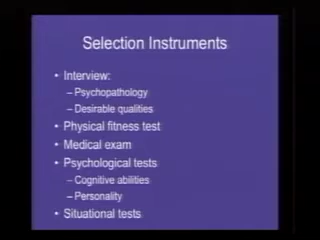 Selection Instruments
• Interview:
– Psychopathology
– Desirable qualities
• Physical fitness test
• Medical exam
• Psychological tests
– Cognitive abilities
– Personality
• Situational tests